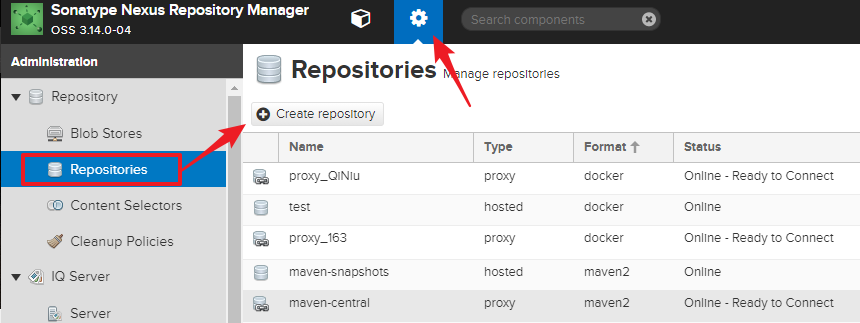 Sonatype Nexus Repository Manager
OSS 3.14.0-04
Search components
Administration
Repository
Blob Stores
Repositories
Content Selectors
Cleanup Policies
IQ Server
Server
Repositories Manage repositories
Create repository
Name Type Format Status
proxy_QiNiu proxy docker Online - Ready to Connect
test hosted docker Online
proxy_163 proxy docker Online - Ready to Connect
maven-snapshots hosted maven2 Online
maven-central proxy maven2 Online - Ready to Connect